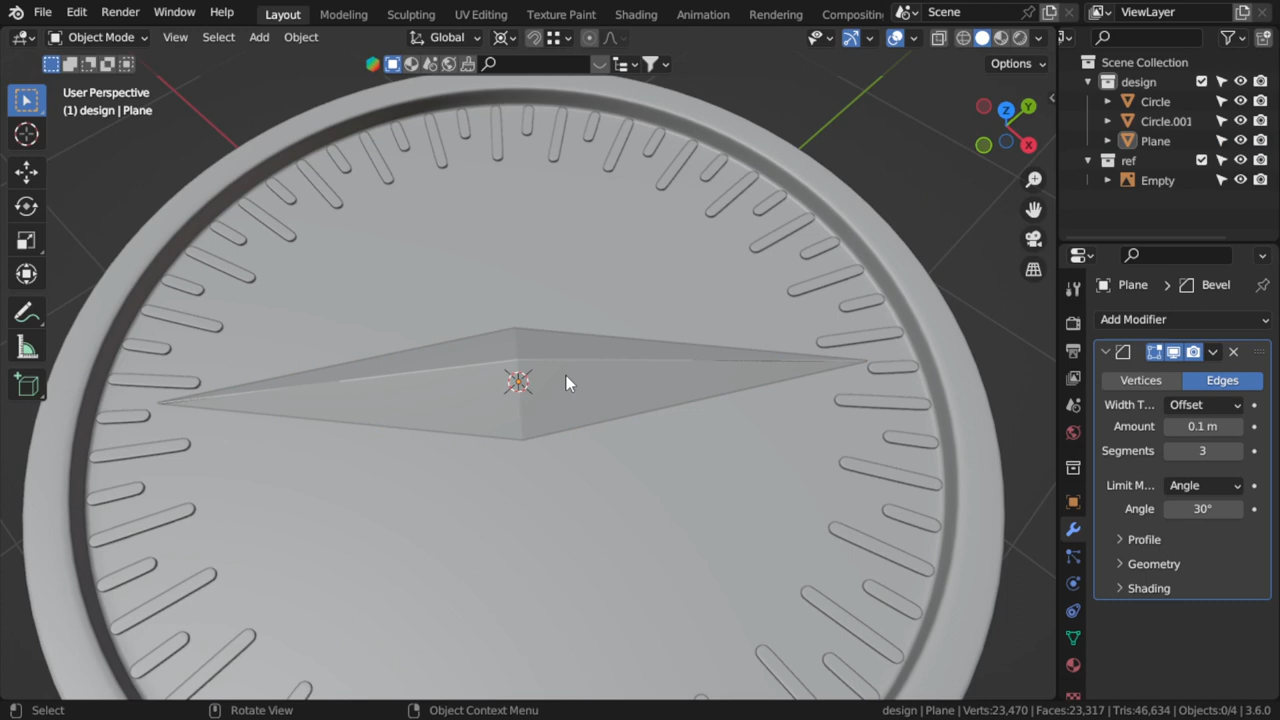 File Edit Render Window Help Layout Modeling Sculpting UV Editing Texture Paint Shading Animation Rendering Compositing Scene ViewLayer
Object Mode View Select Add Object Global
Options
User Perspective
(1) design | Plane
Z Y X
Scene Collection
design
Circle
Circle.001
Plane
ref
Empty
Plane > Bevel
Add Modifier
Vertices Edges
Width T... Offset
Amount 0.1 m
Segments 3
Limit M... Angle
Angle 30°
Profile
Geometry
Shading
Select Rotate View Object Context Menu design | Plane | Verts:23,470 | Faces:23,317 | Tris:46,634 | Objects:0/4 | 3.6.0